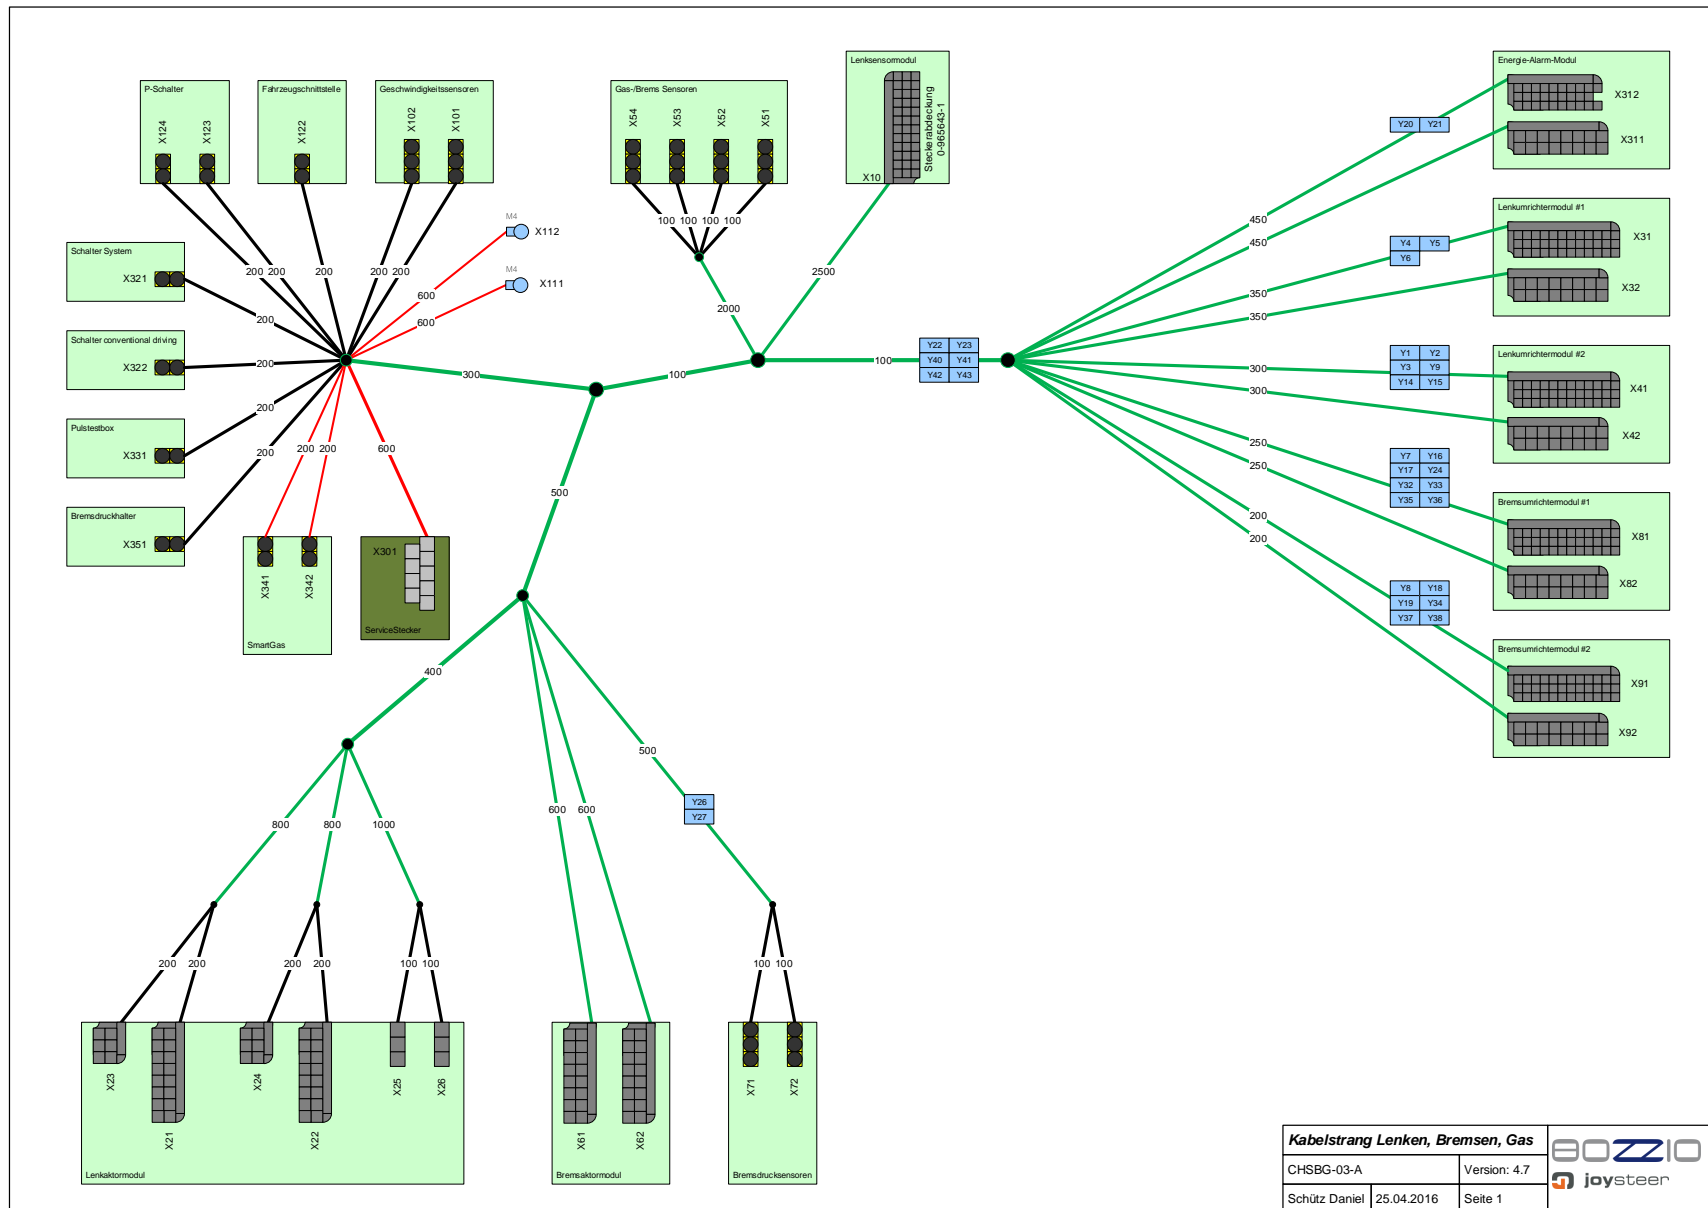 P-Schalter
X124
X123
Fahrzeugschnittstelle
X122
Geschwindigkeitssensoren
X102
X101
Gas-/Brems Sensoren
X54
X53
X52
X51
Lenksensormodul
X10
Steckerabdeckung
0-965643-1
Energie-Alarm-Modul
X312
X311
Y20 Y21
Lenkumrichtermodul #1
X31
X32
Y4 Y5
Y6
Lenkumrichtermodul #2
X41
X42
Y1 Y2
Y3 Y9
Y14 Y15
Bremsumrichtermodul #1
X81
X82
Y7 Y16
Y17 Y24
Y32 Y33
Y35 Y36
Bremsumrichtermodul #2
X91
X92
Y8 Y18
Y19 Y34
Y37 Y38
450
450
350
350
300
300
250
250
200
200
Y22 Y23
Y40 Y41
Y42 Y43
100
100
2500
2000
100 100 100 100
M4
X112
M4
X111
600
600
200 200 200 200 200
Schalter System
X321
200
Schalter conventional driving
X322
200
Pulstestbox
X331
200
Bremsdruckhalter
X351
200
X341
X342
SmartGas
200 200
X301
ServiceStecker
600
300
500
400
800 800 1000
200 200 200 200 100 100
X23
X21
X24
X22
X25
X26
Lenkaktormodul
600 600
X61
X62
Bremsaktormodul
500
Y26
Y27
100 100
X71
X72
Bremsdrucksensoren
Kabelstrang Lenken, Bremsen, Gas
CHSBG-03-A Version: 4.7
Schütz Daniel 25.04.2016 Seite 1
BOZZIO
joysteer